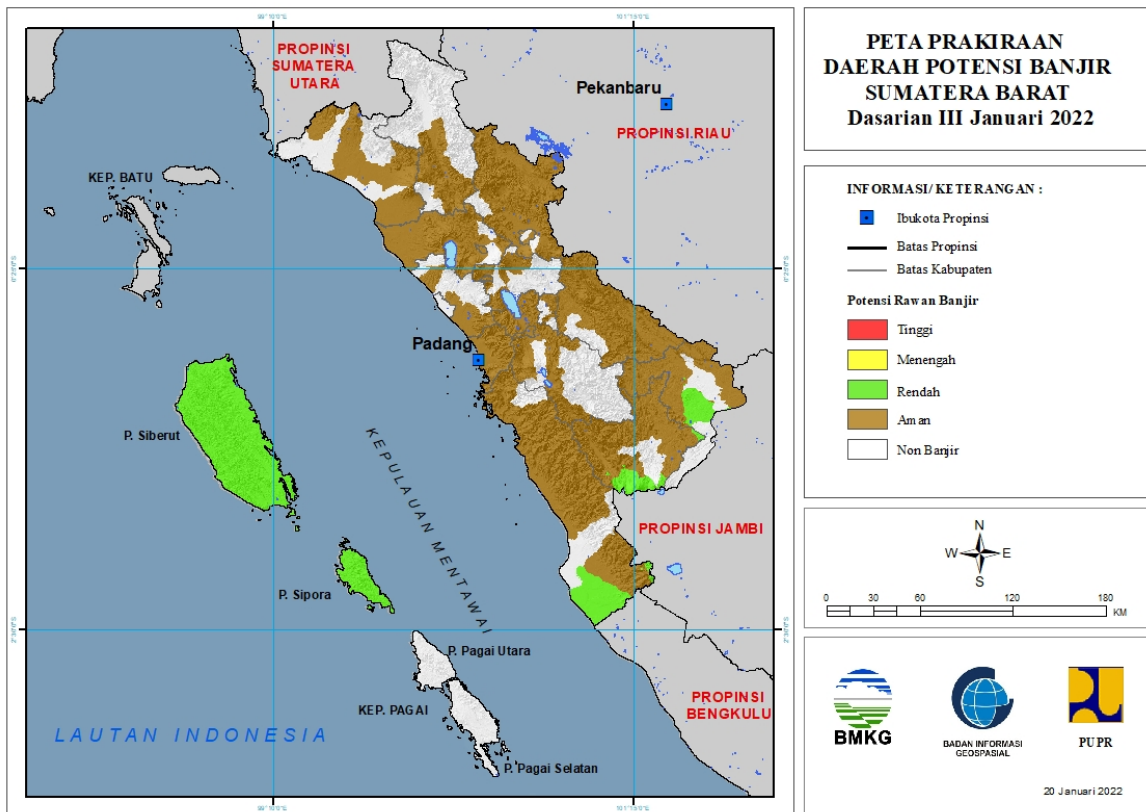 PETA PRAKIRAAN
DAERAH POTENSI BANJIR
SUMATERA BARAT
Dasarian III Januari 2022
INFORMASI/ KETERANGAN :
Ibukota Propinsi
Batas Propinsi
Batas Kabupaten
Potensi Rawan Banjir
Tinggi
Menengah
Rendah
Aman
Non Banjir
N
W E
S
0 30 60 120 180
KM
BMKG
BADAN INFORMASI
GEOSPASIAL
PUPR
20 Januari 2022
PROPINSI
SUMATERA
UTARA
Pekanbaru
PROPINSI RIAU
KEP. BATU
Padang
P. Siberut
KEPULAUAN MENTAWAI
PROPINSI JAMBI
P. Sipora
P. Pagai Utara
KEP. PAGAI
PROPINSI
BENGKULU
LAUTAN INDONESIA
P. Pagai Selatan